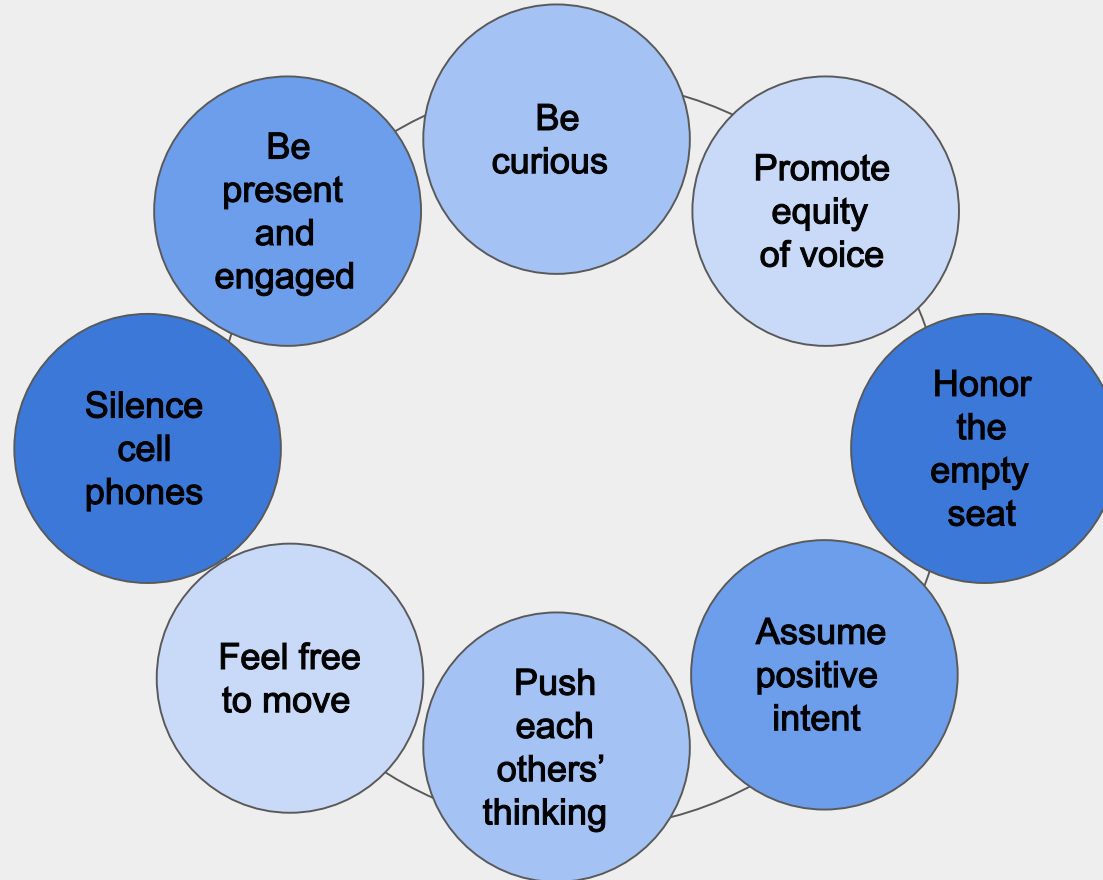 Be
curious
Promote
equity
of voice
Honor
the
empty
seat
Assume
positive
intent
Push
each
others’
thinking
Feel free
to move
Silence
cell
phones
Be
present
and
engaged